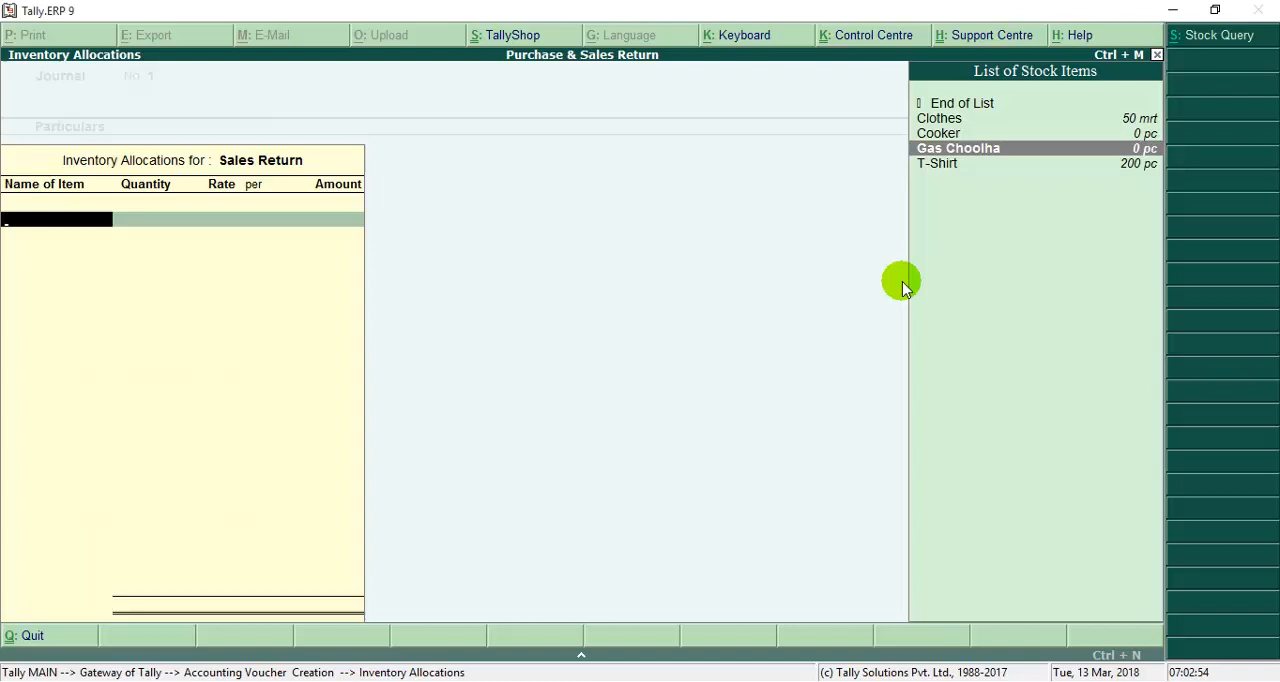 Tally.ERP 9
P: Print E: Export M: E-Mail O: Upload S: TallyShop G: Language K: Keyboard K: Control Centre H: Support Centre H: Help S: Stock Query
Inventory Allocations Purchase & Sales Return Ctrl + M
Journal No. 1
List of Stock Items
End of List
Clothes 50 mrt
Particulars
Cooker 0 pc
Gas Choolha 0 pc
Inventory Allocations for : Sales Return
T-Shirt 200 pc
Name of Item Quantity Rate per Amount
Q: Quit
Ctrl + N
Tally MAIN --> Gateway of Tally --> Accounting Voucher Creation --> Inventory Allocations (c) Tally Solutions Pvt. Ltd., 1988-2017 Tue, 13 Mar, 2018 07:02:54